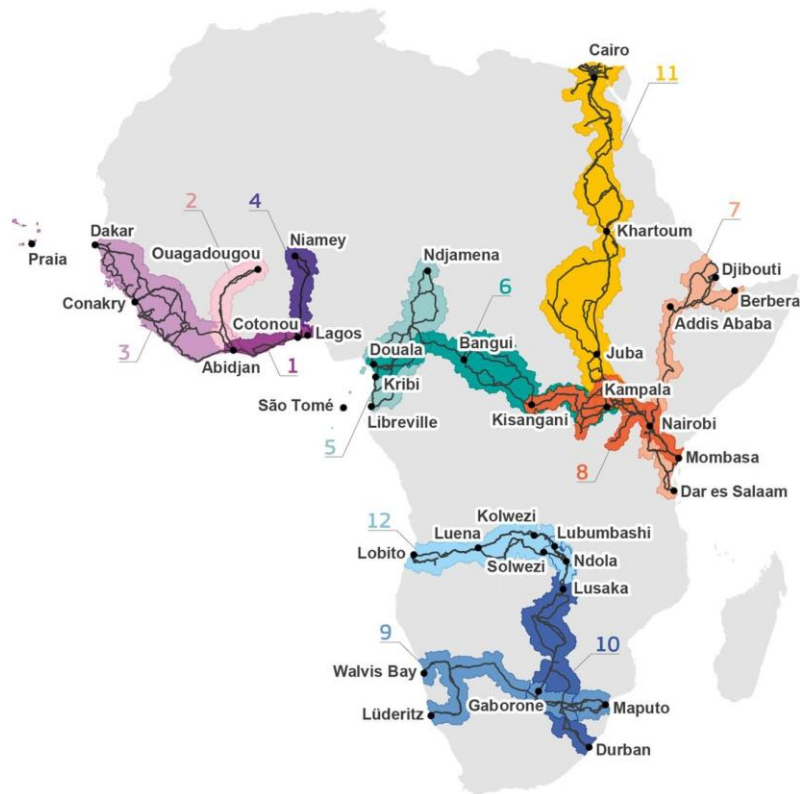 Cairo
11
2
4
7
Dakar
Niamey
Khartoum
Praia
Ouagadougou
Ndjamena
Djibouti
6
Berbera
Conakry
Cotonou
Lagos
Bangui
Addis Ababa
3
Abidjan
1
Douala
Juba
Kribi
Kampala
São Tomé
Libreville
Kisangani
Nairobi
5
8
Mombasa
Dar es Salaam
Kolwezi
12
Luena
Lubumbashi
Lobito
Solwezi
Ndola
Lusaka
9
10
Walvis Bay
Gaborone
Maputo
Lüderitz
Durban